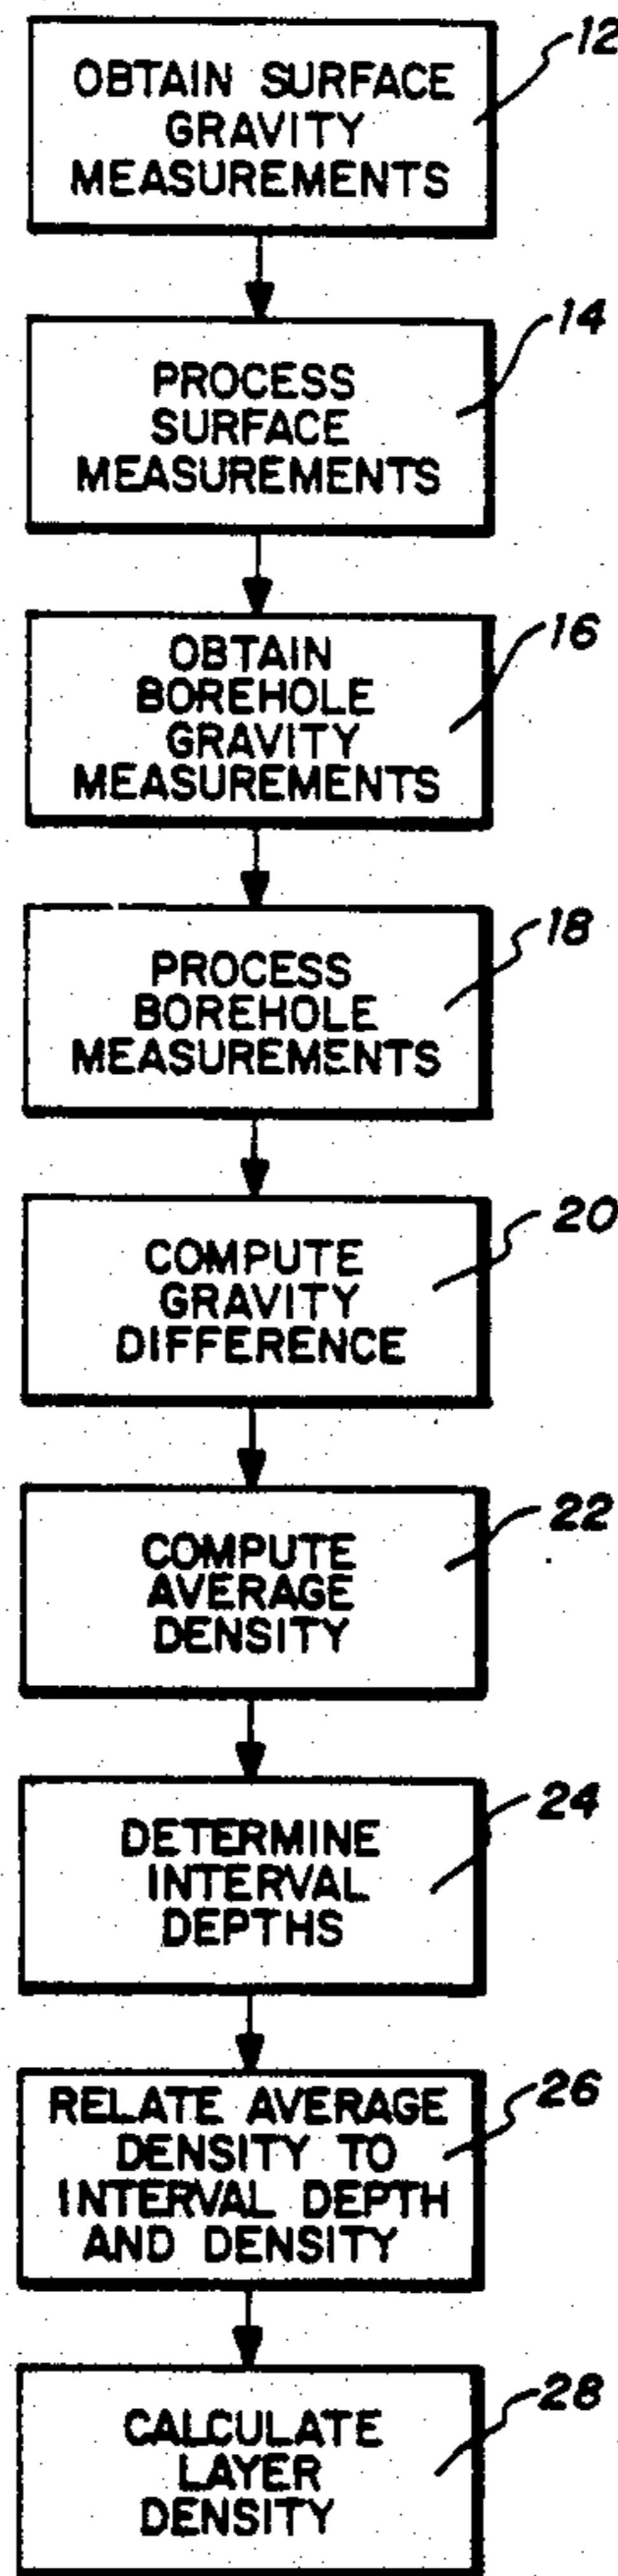 12
OBTAIN SURFACE
GRAVITY
MEASUREMENTS
14
PROCESS
SURFACE
MEASUREMENTS
16
OBTAIN
BOREHOLE
GRAVITY
MEASUREMENTS
18
PROCESS
BOREHOLE
MEASUREMENTS
20
COMPUTE
GRAVITY
DIFFERENCE
22
COMPUTE
AVERAGE
DENSITY
24
DETERMINE
INTERVAL
DEPTHS
26
RELATE AVERAGE
DENSITY TO
INTERVAL DEPTH
AND DENSITY
28
CALCULATE
LAYER
DENSITY